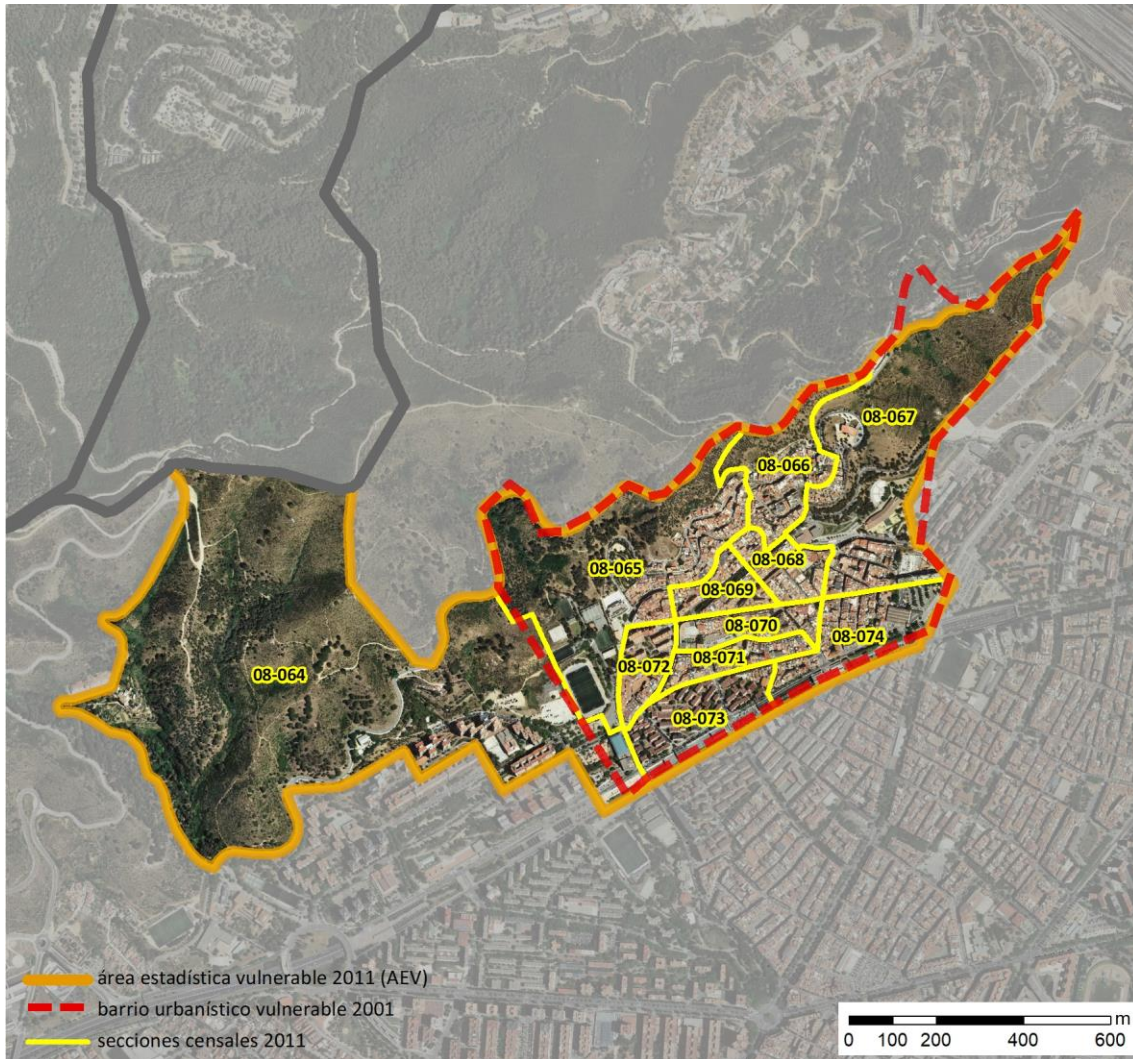 08-067
08-066
08-068
08-065
08-069
08-070
08-074
08-072
08-071
08-064
08-073
área estadística vulnerable 2011 (AEV)
barrio urbanístico vulnerable 2001
secciones censales 2011
m
0 100 200 400 600